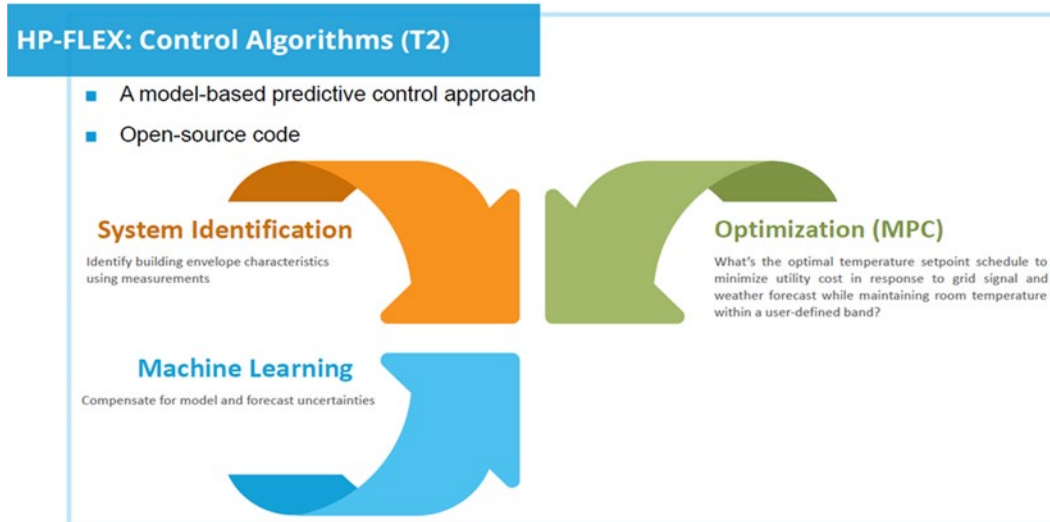 HP-FLEX: Control Algorithms (T2)
A model-based predictive control approach
Open-source code
System Identification
Identify building envelope characteristics
using measurements
Optimization (MPC)
What's the optimal temperature setpoint schedule to
minimize utility cost in response to grid signal and
weather forecast while maintaining room temperature
within a user-defined band?
Machine Learning
Compensate for model and forecast uncertainties